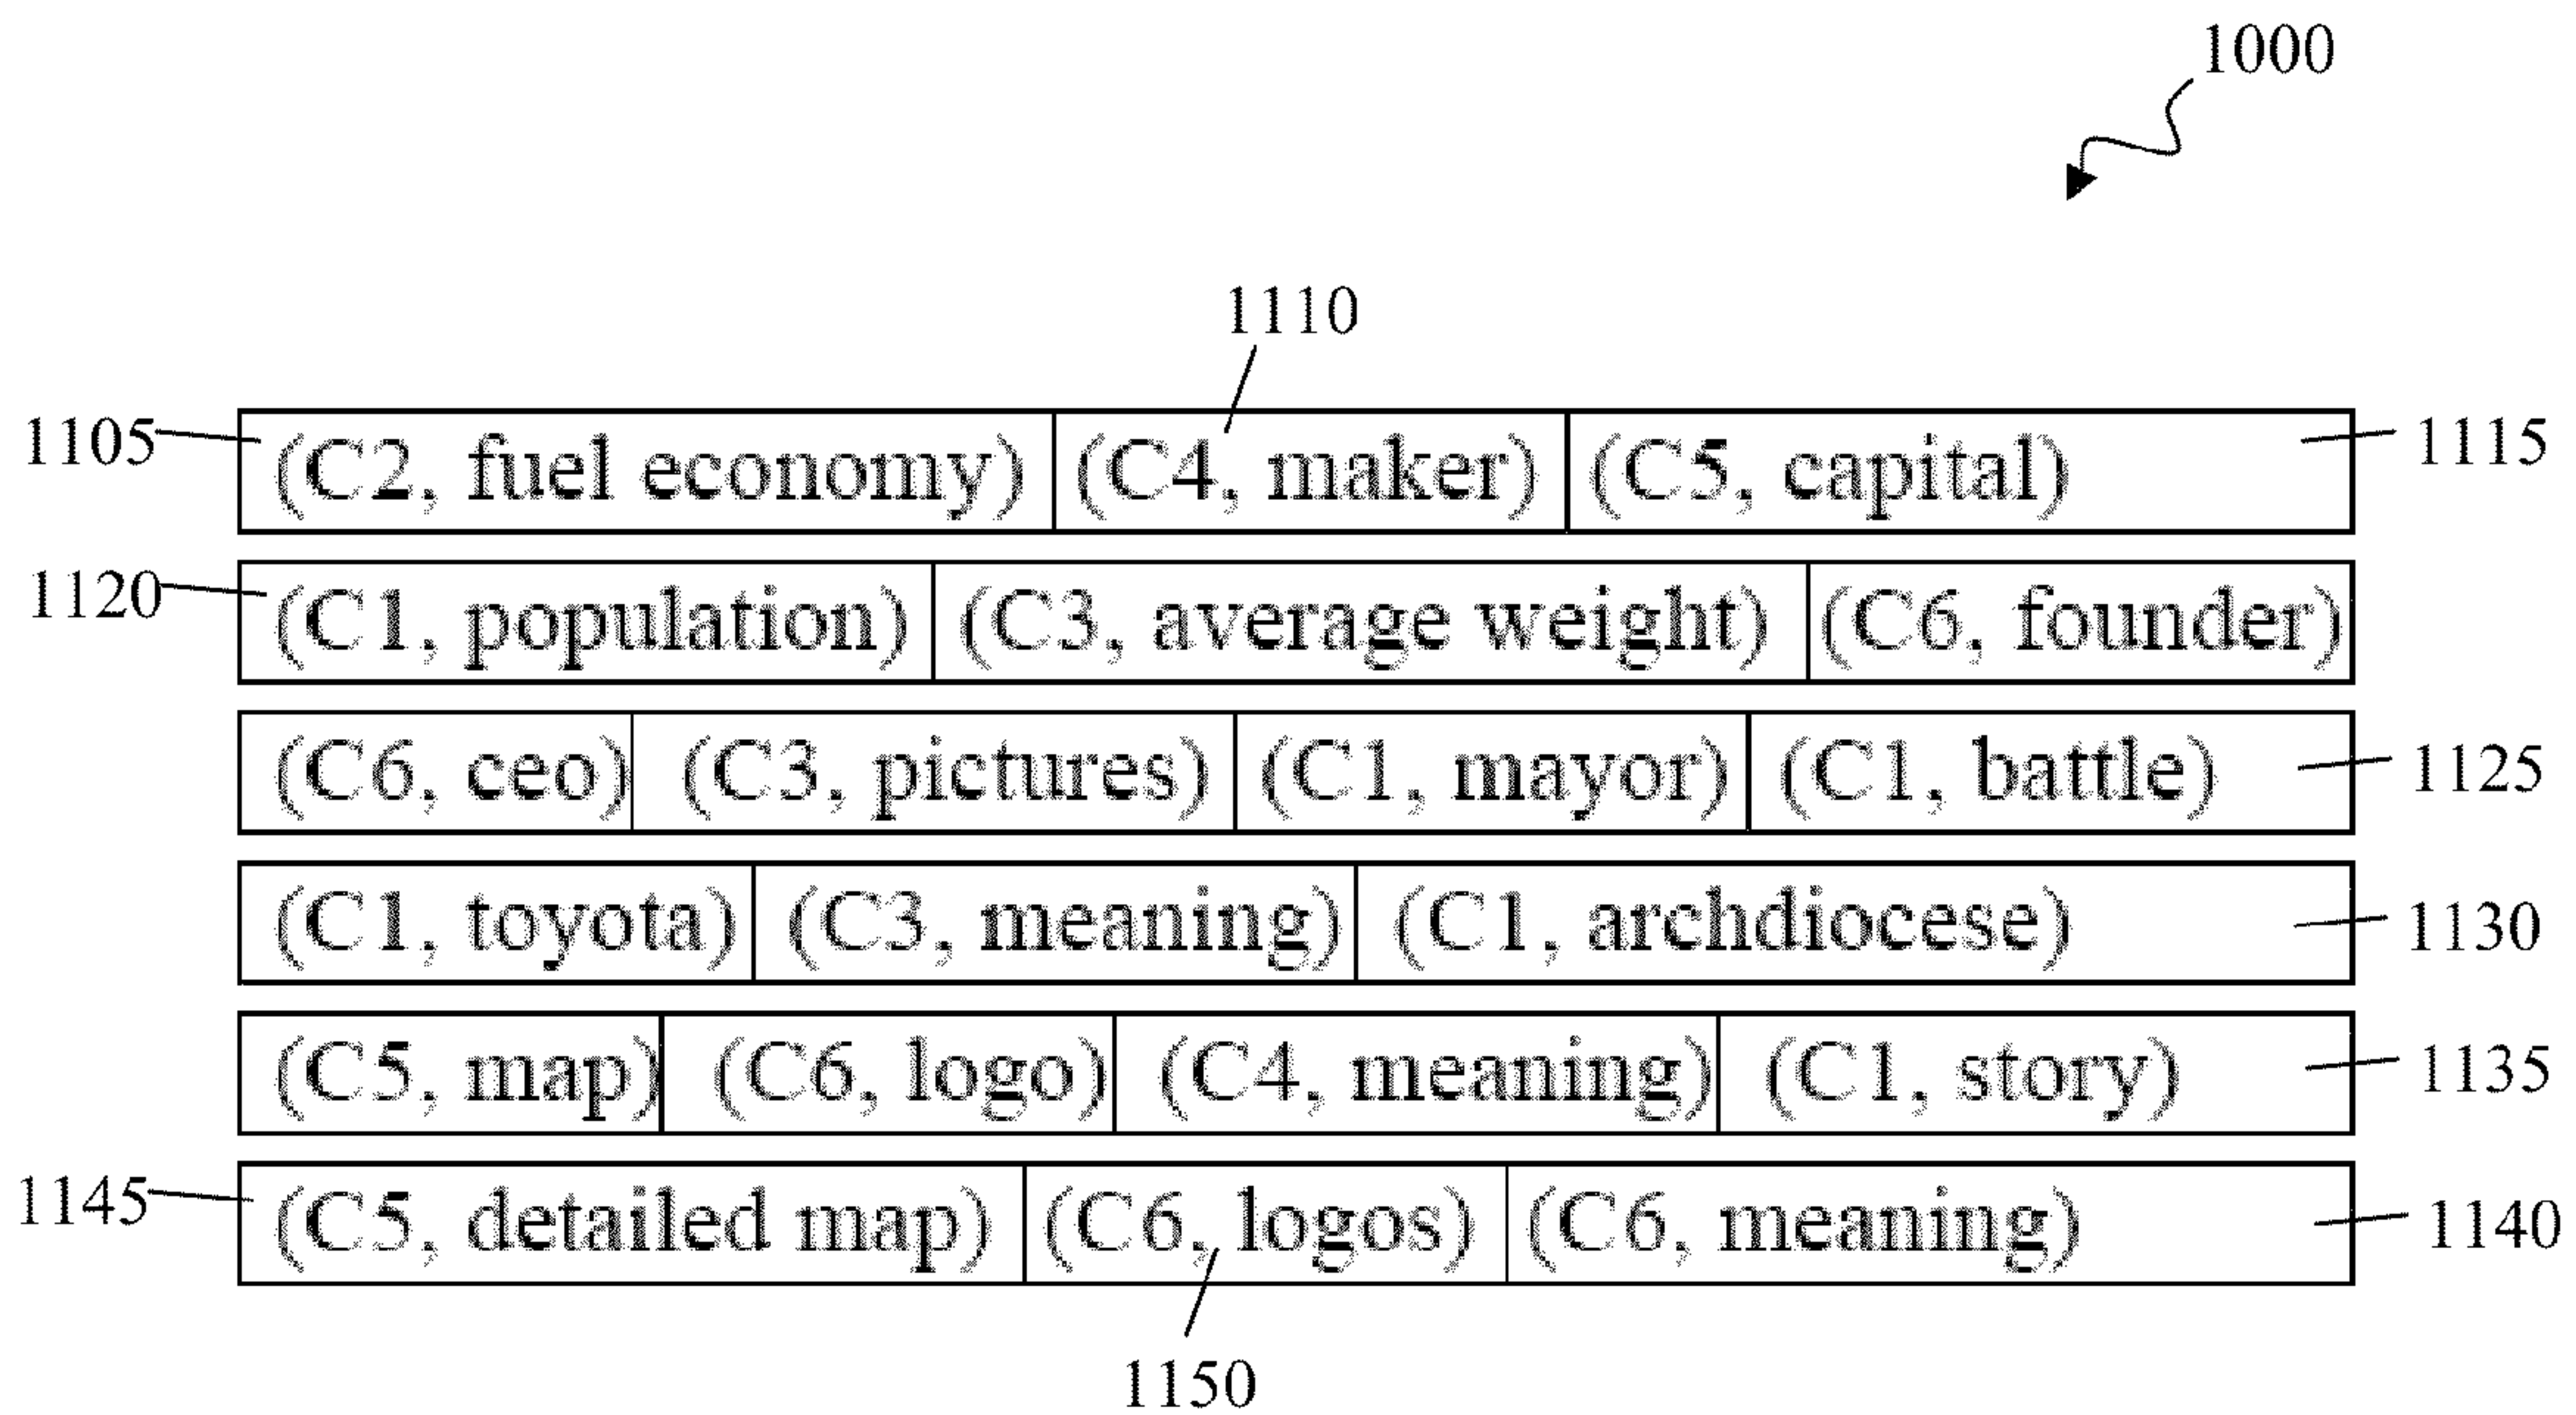 1000
1110
1105 (C2, fuel economy) (C4, maker) (C5, capital) 1115
1120 (C1, population) (C3, average weight) (C6, founder)
(C6, ceo) (C3, pictures) (C1, mayor) (C1, battle) 1125
(C1, toyota) (C3, meaning) (C1, archdiocese) 1130
(C5, map) (C6, logo) (C4, meaning) (C1, story) 1135
1145 (C5, detailed map) (C6, logos) (C6, meaning) 1140
1150